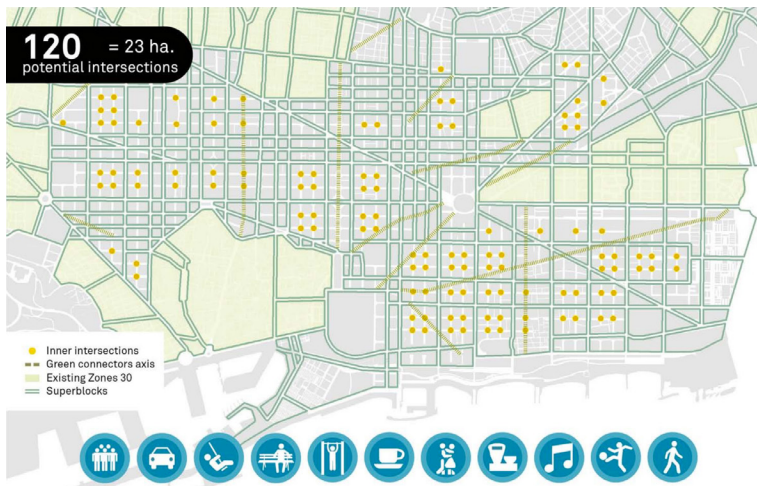 120 = 23 ha.
potential intersections
Inner intersections
Green connectors axis
Existing Zones 30
Superblocks